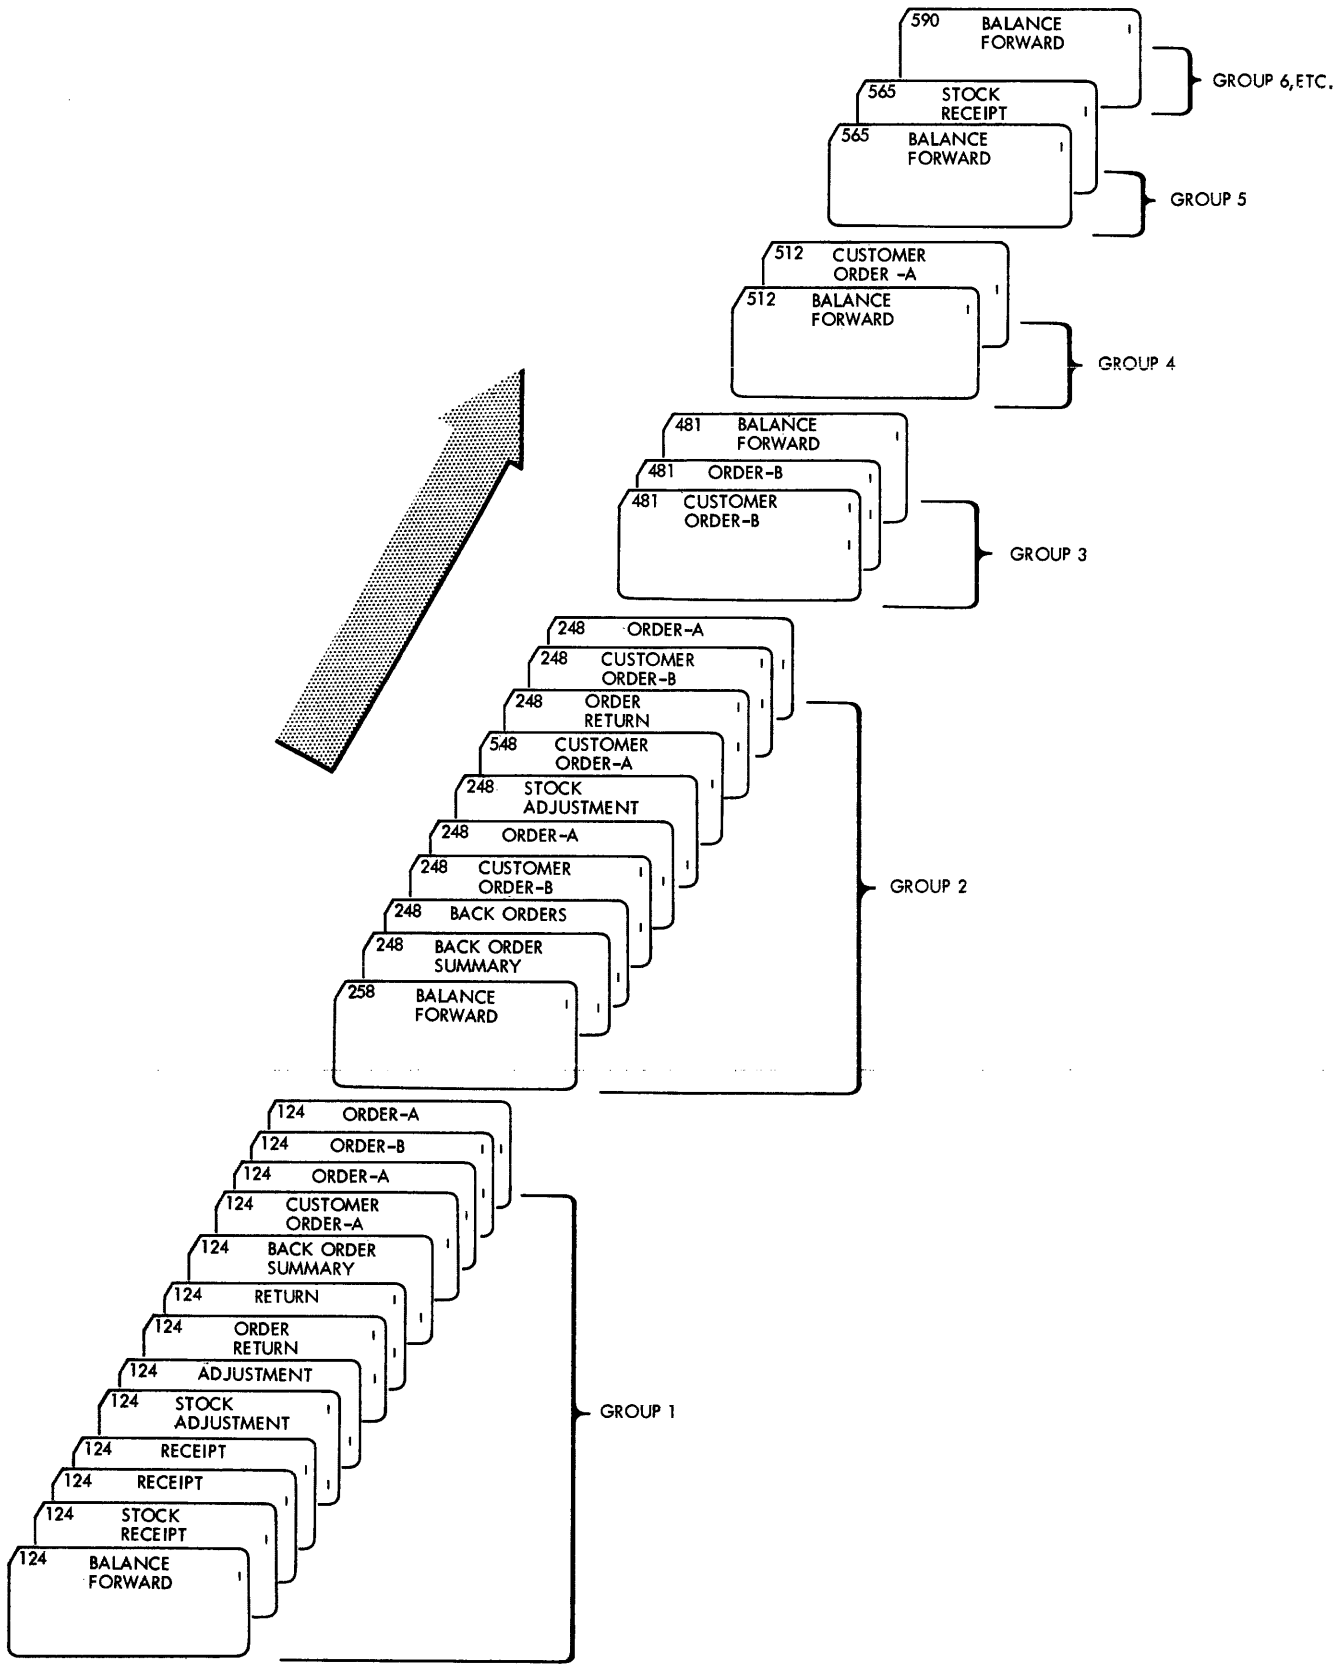 590 BALANCE
FORWARD
GROUP 6,ETC.
565 STOCK
RECEIPT
565 BALANCE
FORWARD
GROUP 5
512 CUSTOMER
ORDER -A
512 BALANCE
FORWARD
GROUP 4
481 BALANCE
FORWARD
481 ORDER-B
481 CUSTOMER
ORDER-B
GROUP 3
248 ORDER-A
248 CUSTOMER
ORDER-B
248 ORDER
RETURN
548 CUSTOMER
ORDER-A
248 STOCK
ADJUSTMENT
248 ORDER-A
248 CUSTOMER
ORDER-B
248 BACK ORDERS
248 BACK ORDER
SUMMARY
258 BALANCE
FORWARD
GROUP 2
124 ORDER-A
124 ORDER-B
124 ORDER-A
124 CUSTOMER
ORDER-A
124 BACK ORDER
SUMMARY
124 RETURN
124 ORDER
RETURN
124 ADJUSTMENT
124 STOCK
ADJUSTMENT
124 RECEIPT
124 RECEIPT
124 STOCK
RECEIPT
124 BALANCE
FORWARD
GROUP 1